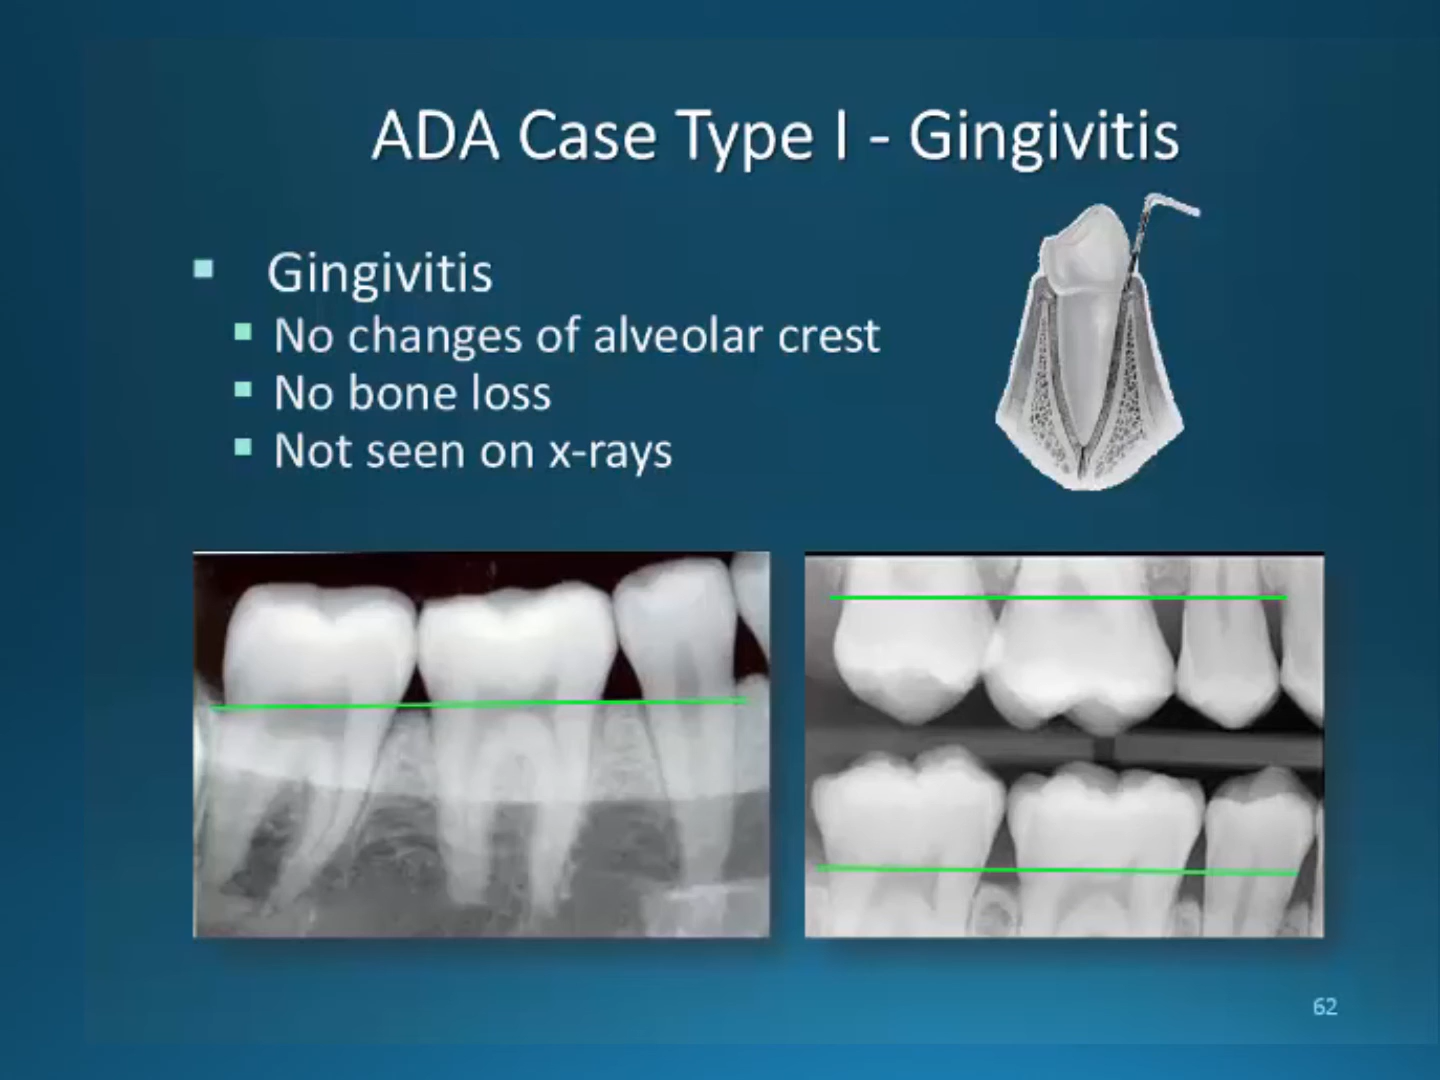 ADA Case Type I - Gingivitis
Gingivitis
No changes of alveolar crest
No bone loss
Not seen on x-rays
62